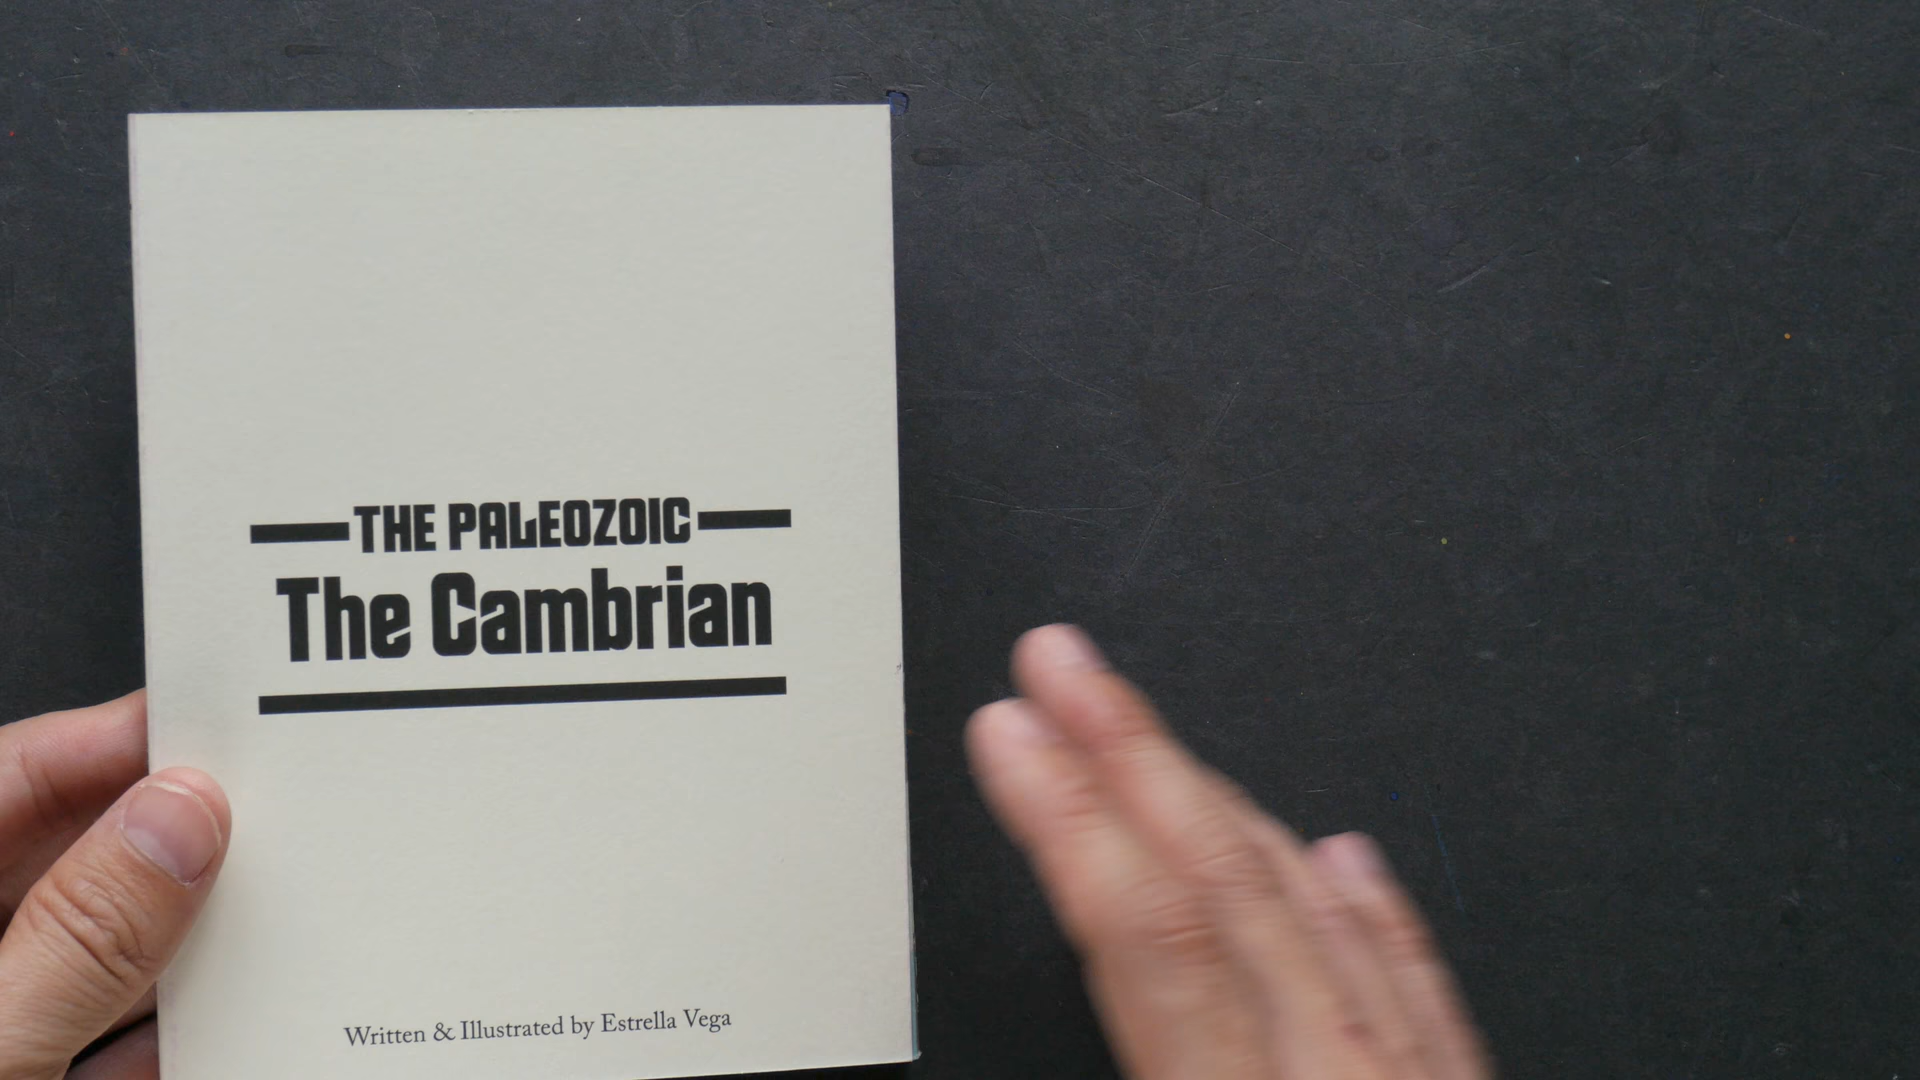 THE PALEOZOIC
The Cambrian
Written & Illustrated by Estrella Vega